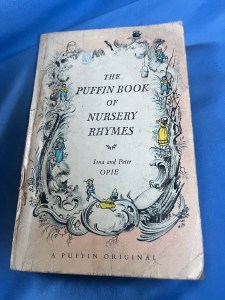 THE
PUFFIN BOOK
OF
NURSERY
RHYMES
Iona and Peter
OPIE
A PUFFIN ORIGINAL